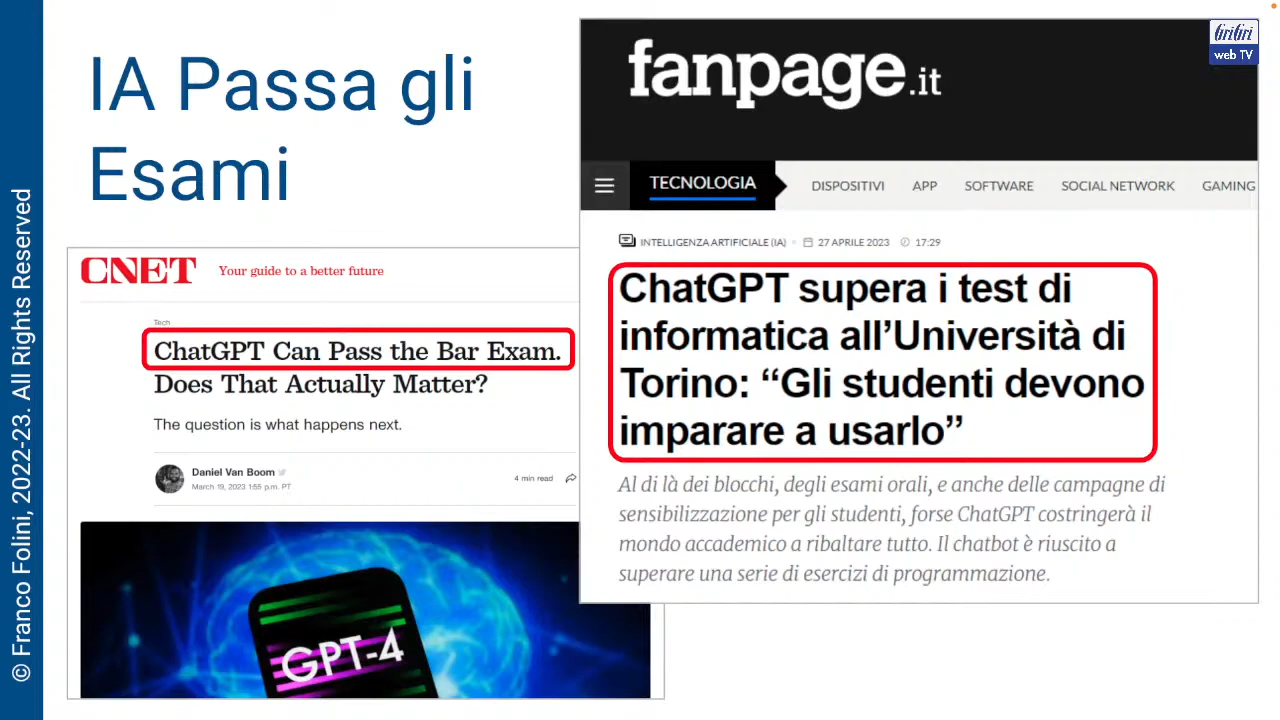 IA Passa gli
Esami
© Franco Folini, 2022-23. All Rights Reserved
CNET
Your guide to a better future
Tech
ChatGPT Can Pass the Bar Exam.
Does That Actually Matter?
The question is what happens next.
Daniel Van Boom
March 19, 2023 1:55 p.m. PT
4 min read
GPT-4
fanpage.it
TECNOLOGIA
DISPOSITIVI
APP
SOFTWARE
SOCIAL NETWORK
GAMING
INTELLIGENZA ARTIFICIALE (IA)
27 APRILE 2023
17:29
ChatGPT supera i test di
informatica all’Università di
Torino: “Gli studenti devono
imparare a usarlo”
Al di là dei blocchi, degli esami orali, e anche delle campagne di
sensibilizzazione per gli studenti, forse ChatGPT costringerà il
mondo accademico a ribaltare tutto. Il chatbot è riuscito a
superare una serie di esercizi di programmazione.
web TV